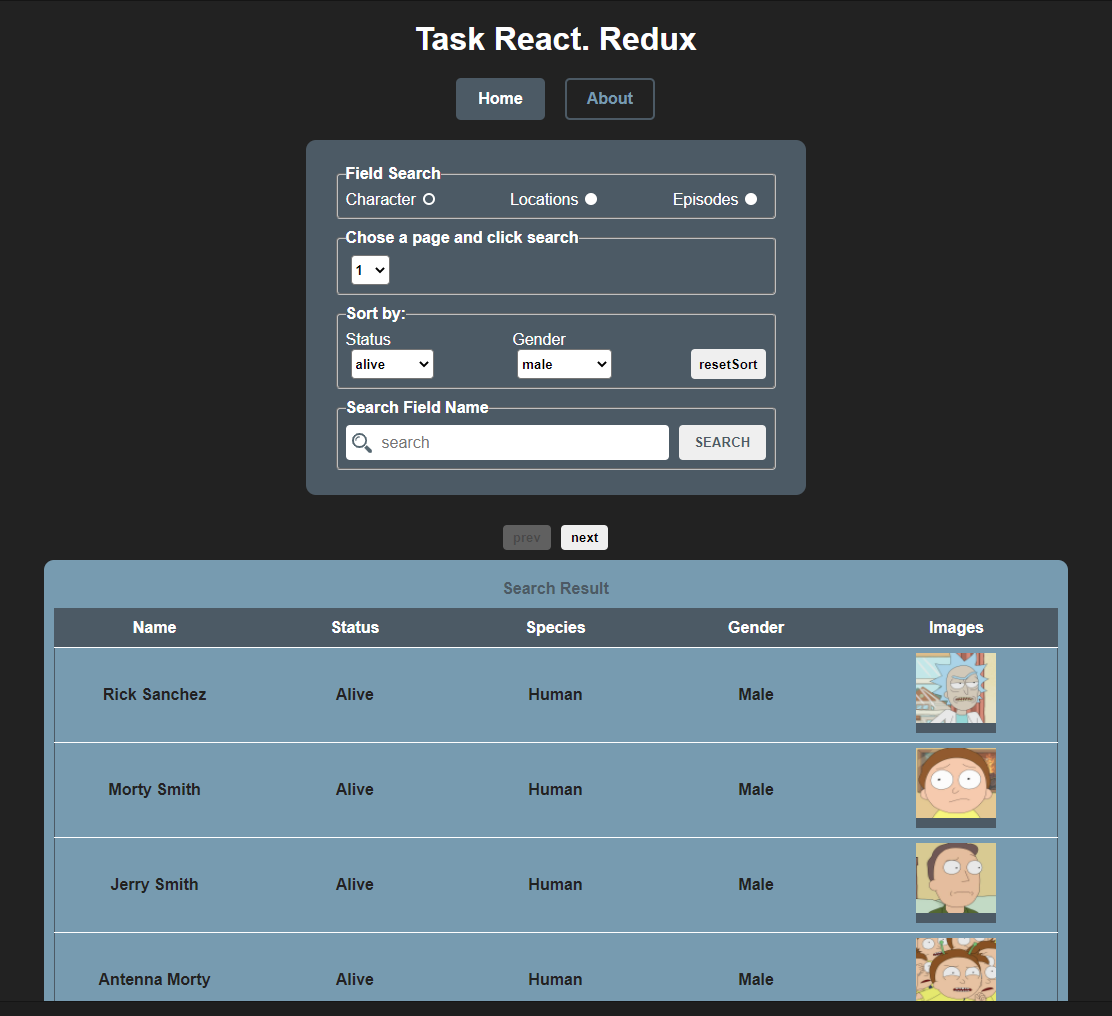 Task React. Redux
Home About
Field Search
Character Locations Episodes
Chose a page and click search
1
Sort by:
Status Gender
alive male resetSort
Search Field Name
search SEARCH
prev next
Search Result
Name Status Species Gender Images
Rick Sanchez Alive Human Male
Morty Smith Alive Human Male
Jerry Smith Alive Human Male
Antenna Morty Alive Human Male